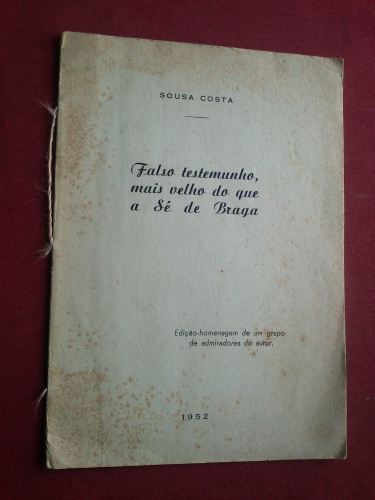 SOUSA COSTA
Falso testemunho,
mais velho do que
a Sé de Braga
Edição-homenagem de um grupo
de admiradores do autor.
1952